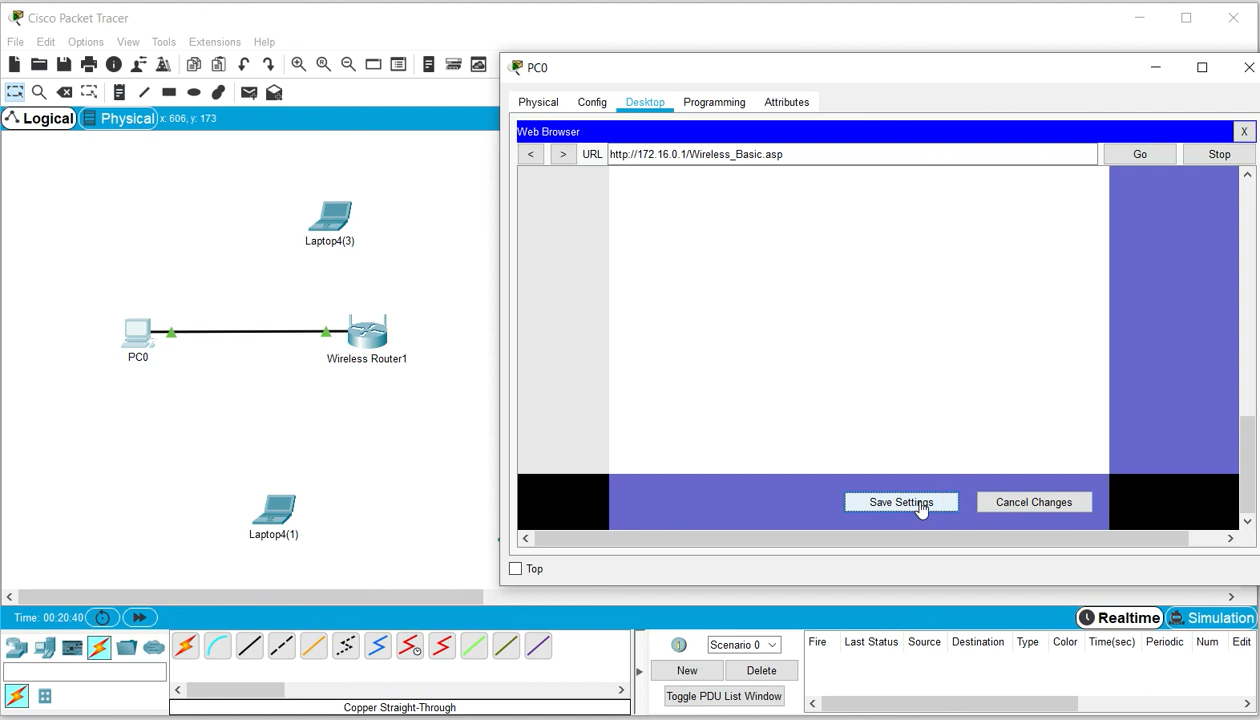 Cisco Packet Tracer
File Edit Options View Tools Extensions Help
Logical Physical x: 606, y: 173
PC0
Physical Config Desktop Programming Attributes
Web Browser X
< > URL http://172.16.0.1/Wireless_Basic.asp Go Stop
Laptop4(3)
PC0
Wireless Router1
Laptop4(1)
Save Settings Cancel Changes
Top
Time: 00:20:40 Realtime Simulation
Scenario 0 Fire Last Status Source Destination Type Color Time(sec) Periodic Num Edit
New Delete
Toggle PDU List Window
Copper Straight-Through